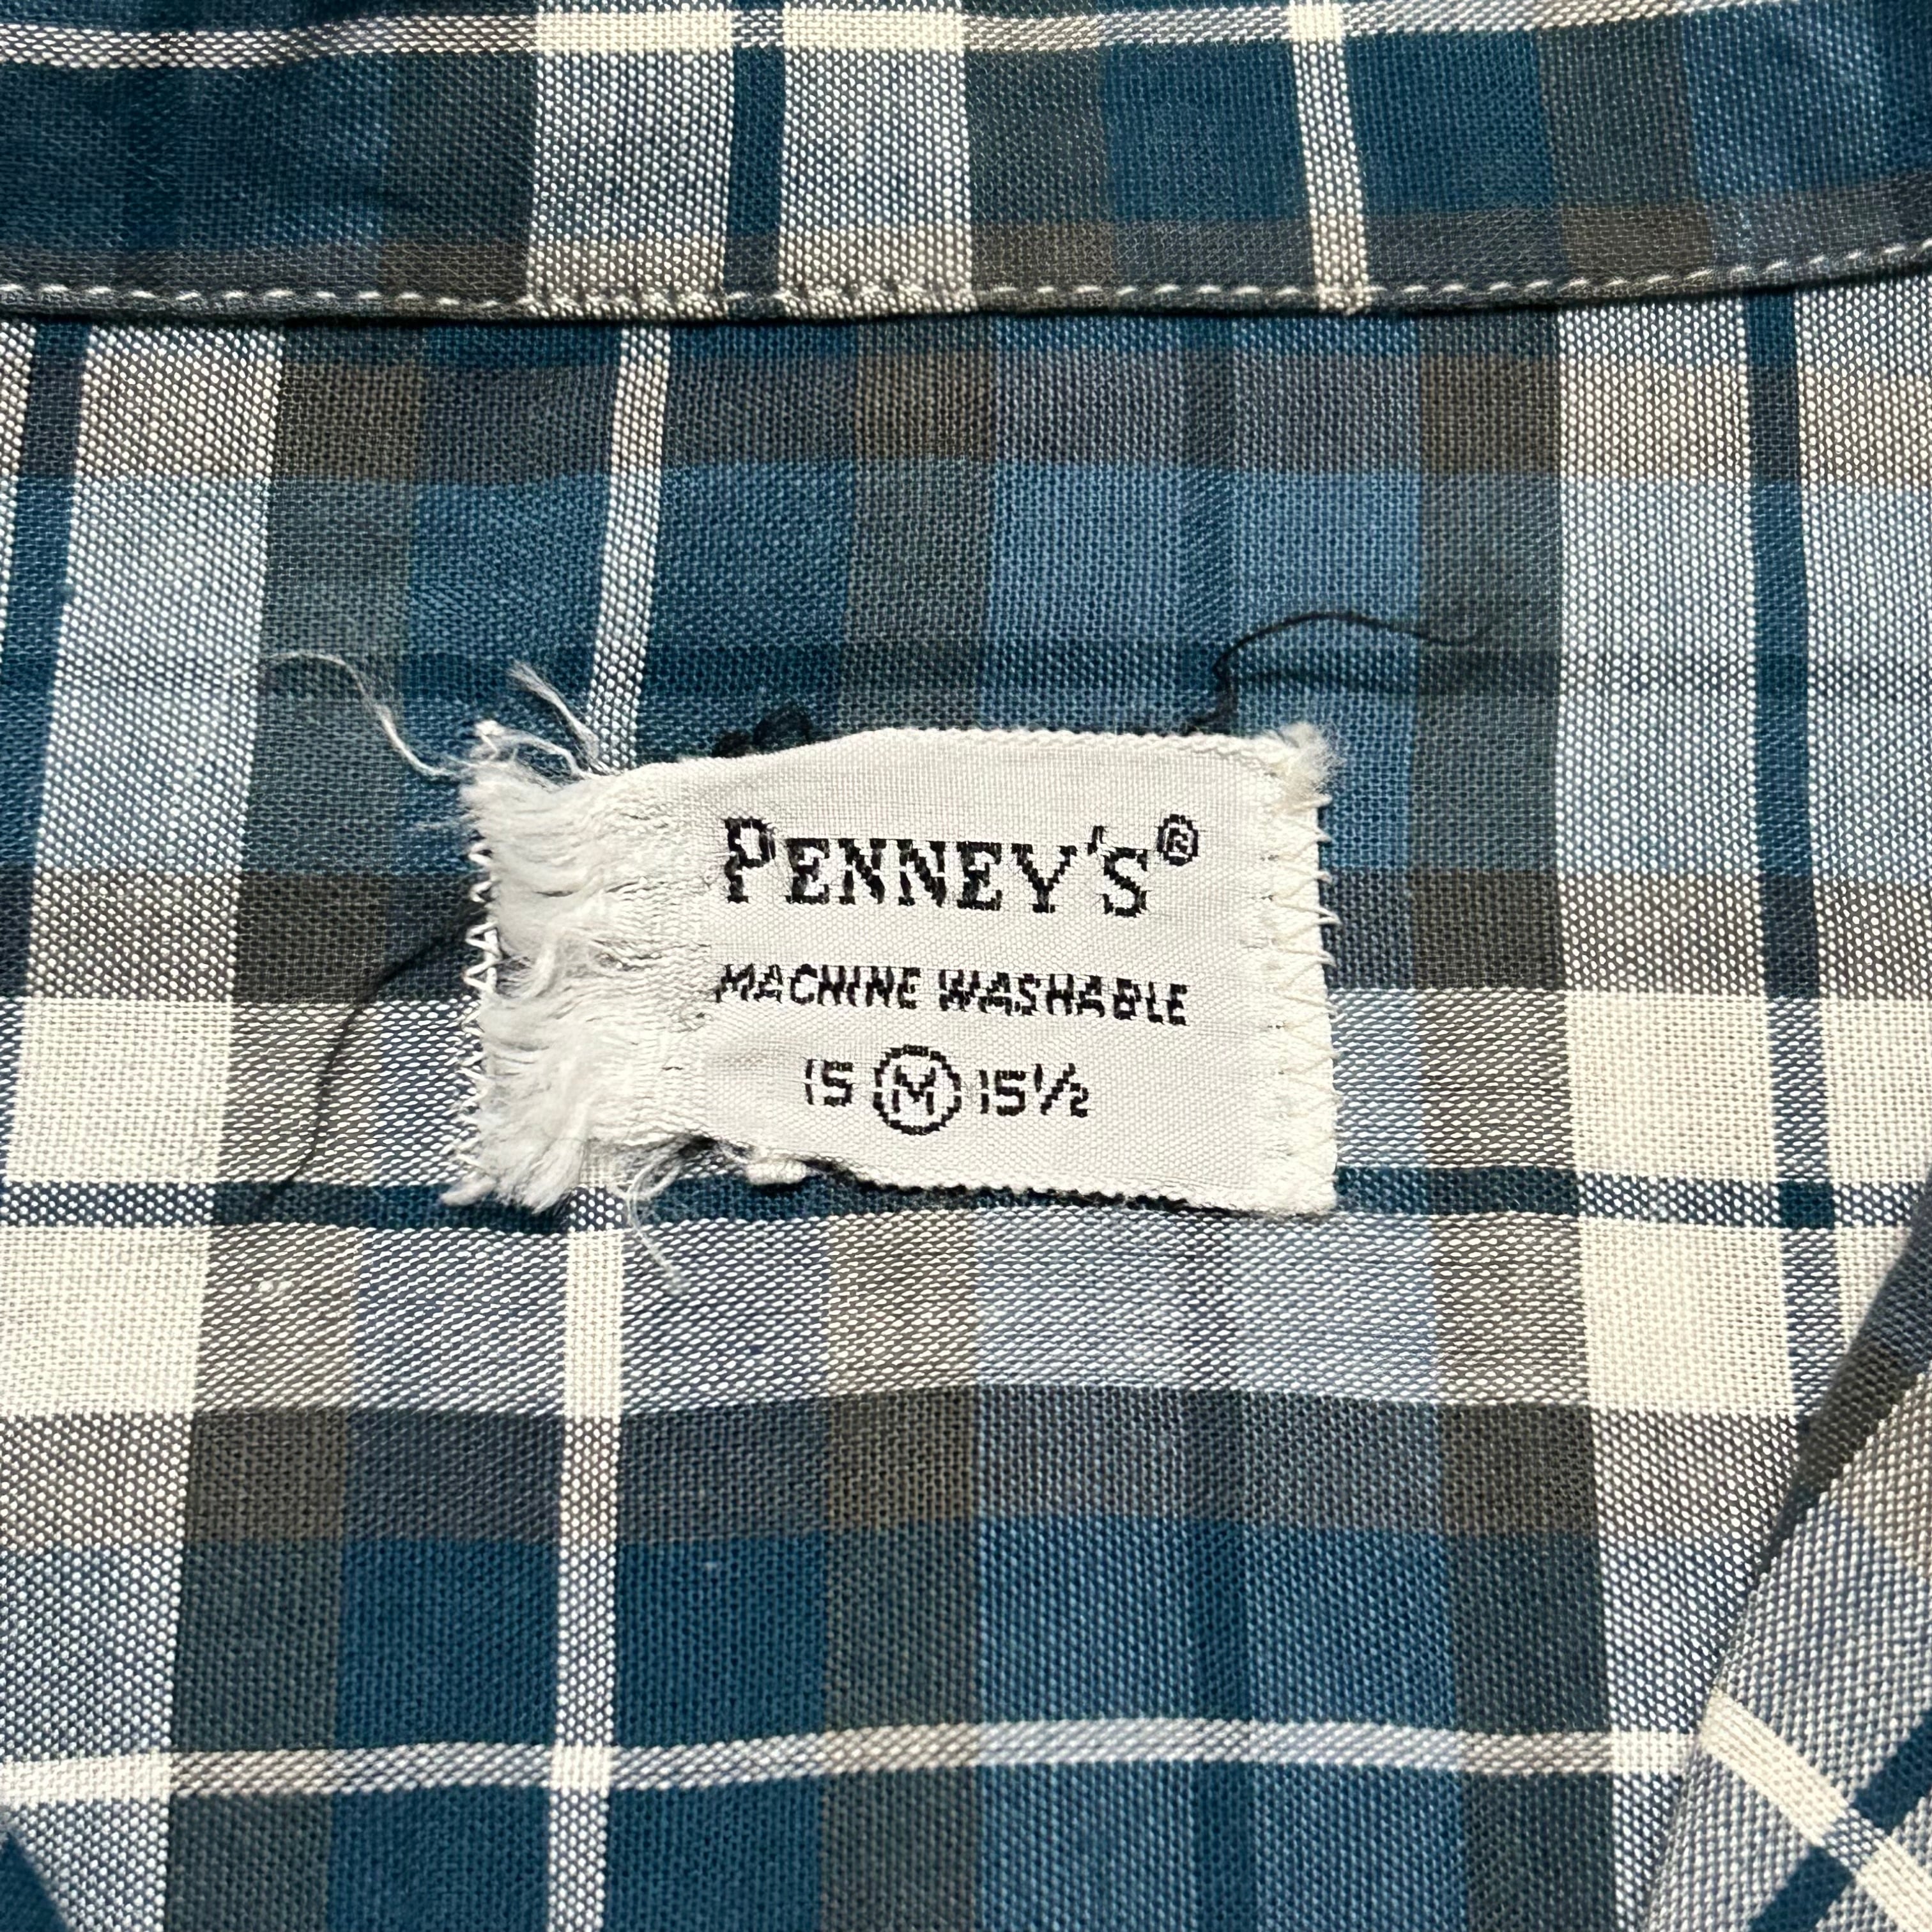 PENNEY'S®
MACHINE WASHABLE
15 Ⓜ 15½